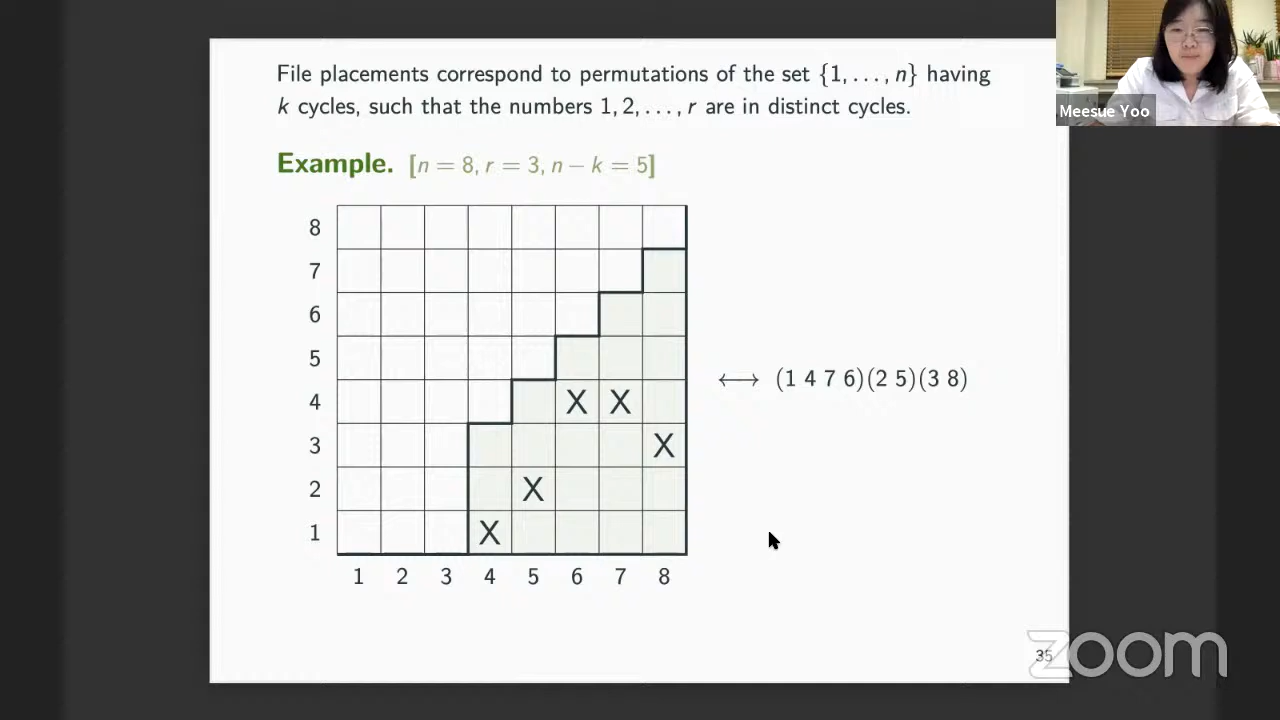 File placements correspond to permutations of the set {1, . . . , n} having
k cycles, such that the numbers 1, 2, . . . , r are in distinct cycles.
Example. [n = 8, r = 3, n − k = 5]
8
7
6
5
4 X X
3 X
2 X
1 X
1 2 3 4 5 6 7 8
⟷ (1 4 7 6)(2 5)(3 8)
35
Meesue Yoo
zoom